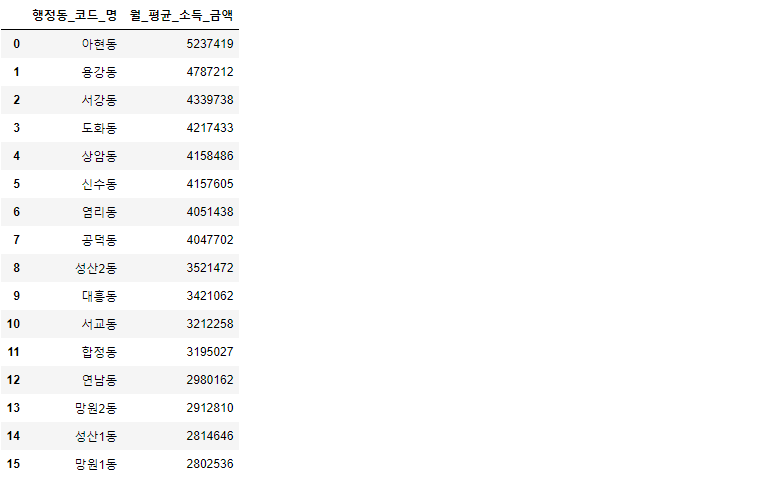 행정동_코드_명 월_평균_소득_금액
0 아현동 5237419
1 용강동 4787212
2 서강동 4339738
3 도화동 4217433
4 상암동 4158486
5 신수동 4157605
6 염리동 4051438
7 공덕동 4047702
8 성산2동 3521472
9 대흥동 3421062
10 서교동 3212258
11 합정동 3195027
12 연남동 2980162
13 망원2동 2912810
14 성산1동 2814646
15 망원1동 2802536